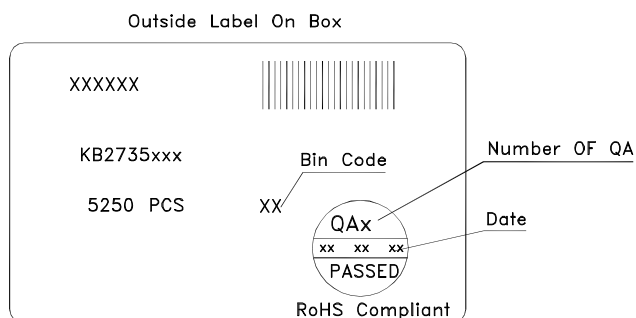 Outside Label On Box
XXXXXX
KB2735xxx
Bin Code
Number OF QA
5250 PCS
XX
QAx
Date
xx xx xx
PASSED
RoHS Compliant